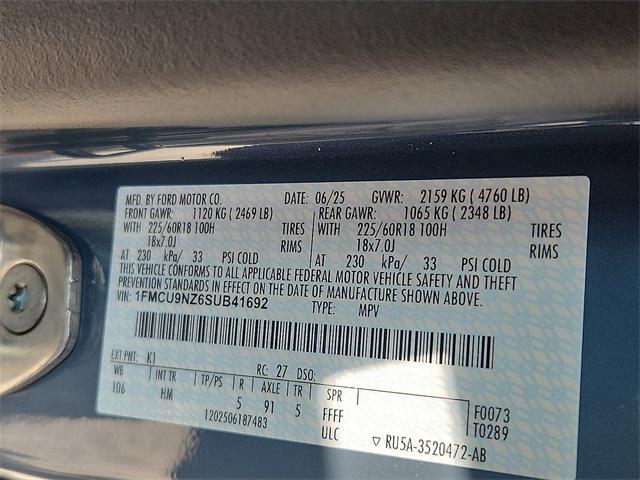 MFD. BY FORD MOTOR CO. DATE: 06/25 GVWR: 2159 KG ( 4760 LB)
FRONT GAWR: 1120 KG ( 2469 LB) REAR GAWR: 1065 KG ( 2348 LB)
WITH 225/60R18 100H TIRES WITH 225/60R18 100H TIRES
18x7.0J RIMS 18x7.0J RIMS
AT 230 kPa/ 33 PSI COLD AT 230 kPa/ 33 PSI COLD
THIS VEHICLE CONFORMS TO ALL APPLICABLE FEDERAL MOTOR VEHICLE SAFETY AND THEFT
PREVENTION STANDARDS IN EFFECT ON THE DATE OF MANUFACTURE SHOWN ABOVE.
VIN: 1FMCU9NZ6SUB41692 TYPE: MPV
EXT PNT: K1 RC: 27 DSO:
WB INT TR TP/PS R AXLE TR SPR
106 HM 5 91 5 FFFF F0073
1202506187483 ULC T0289
▽ RU5A-3520472-AB